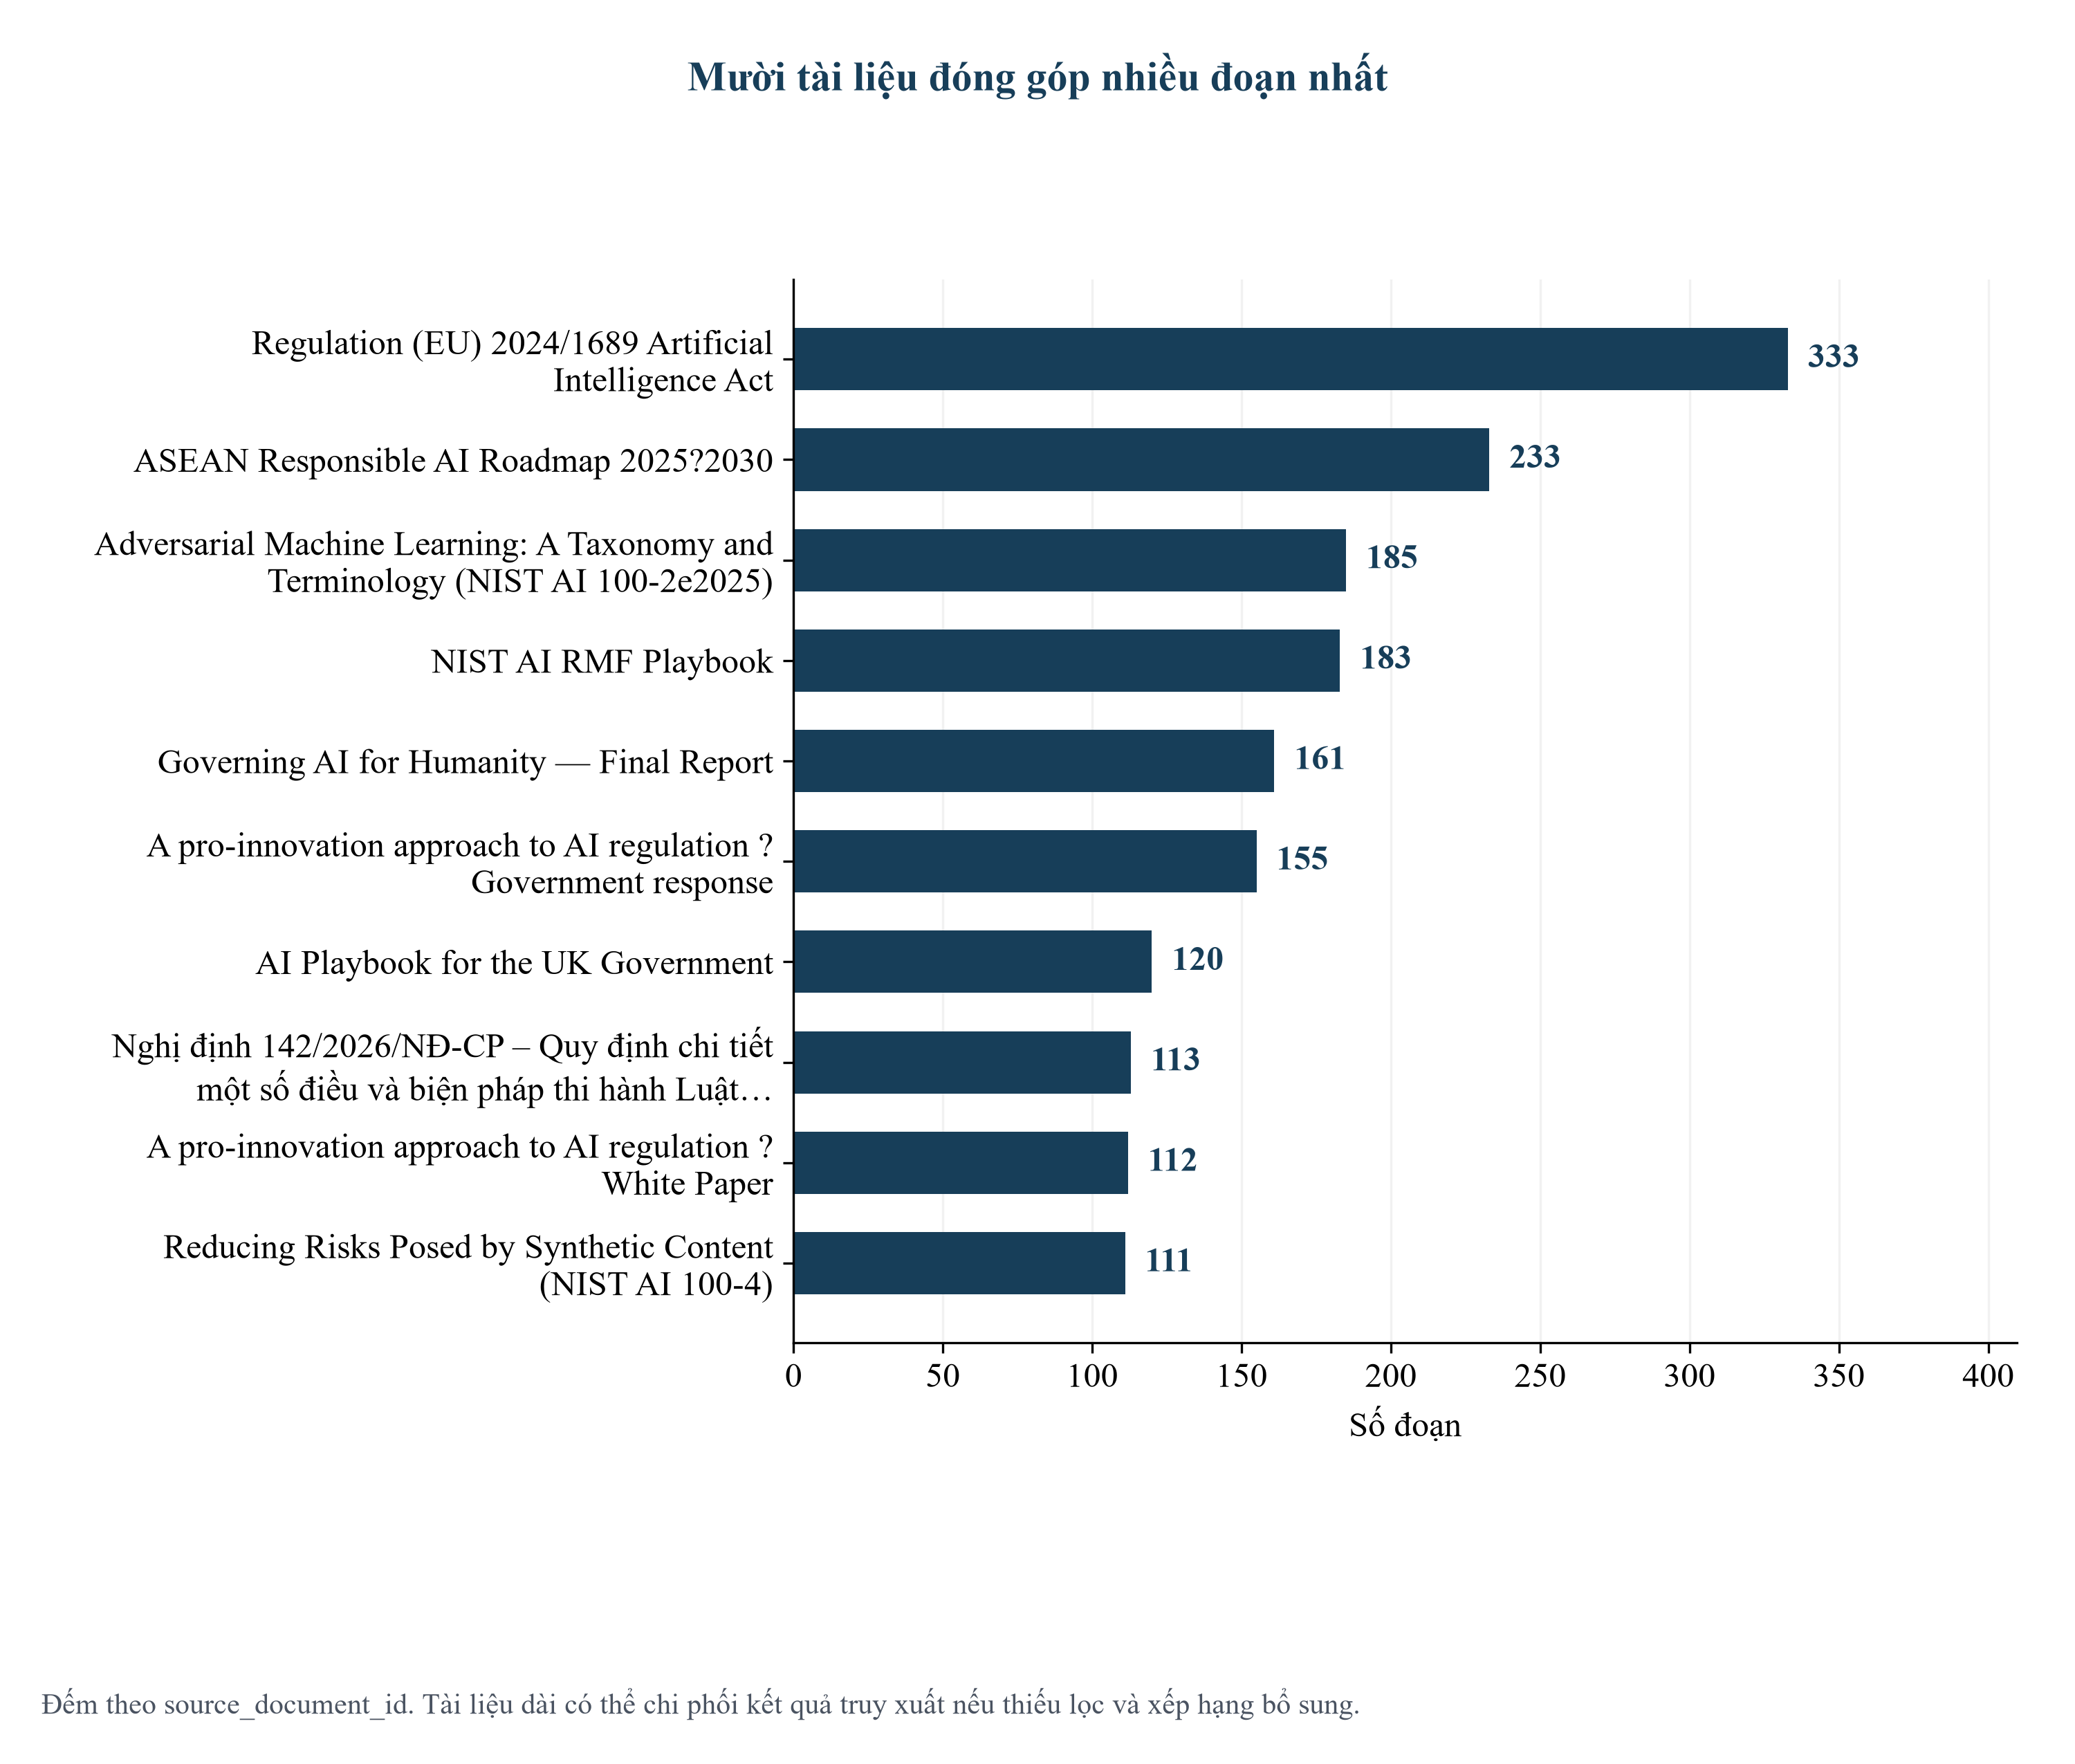 Mười tài liệu đóng góp nhiều đoạn nhất
Regulation (EU) 2024/1689 Artificial
Intelligence Act
333
ASEAN Responsible AI Roadmap 2025?2030
233
Adversarial Machine Learning: A Taxonomy and
Terminology (NIST AI 100-2e2025)
185
NIST AI RMF Playbook
183
Governing AI for Humanity — Final Report
161
A pro-innovation approach to AI regulation ?
Government response
155
AI Playbook for the UK Government
120
Nghị định 142/2026/NĐ-CP – Quy định chi tiết
một số điều và biện pháp thi hành Luật…
113
A pro-innovation approach to AI regulation ?
White Paper
112
Reducing Risks Posed by Synthetic Content
(NIST AI 100-4)
111
0 50 100 150 200 250 300 350 400
Số đoạn
Đếm theo source_document_id. Tài liệu dài có thể chi phối kết quả truy xuất nếu thiếu lọc và xếp hạng bổ sung.